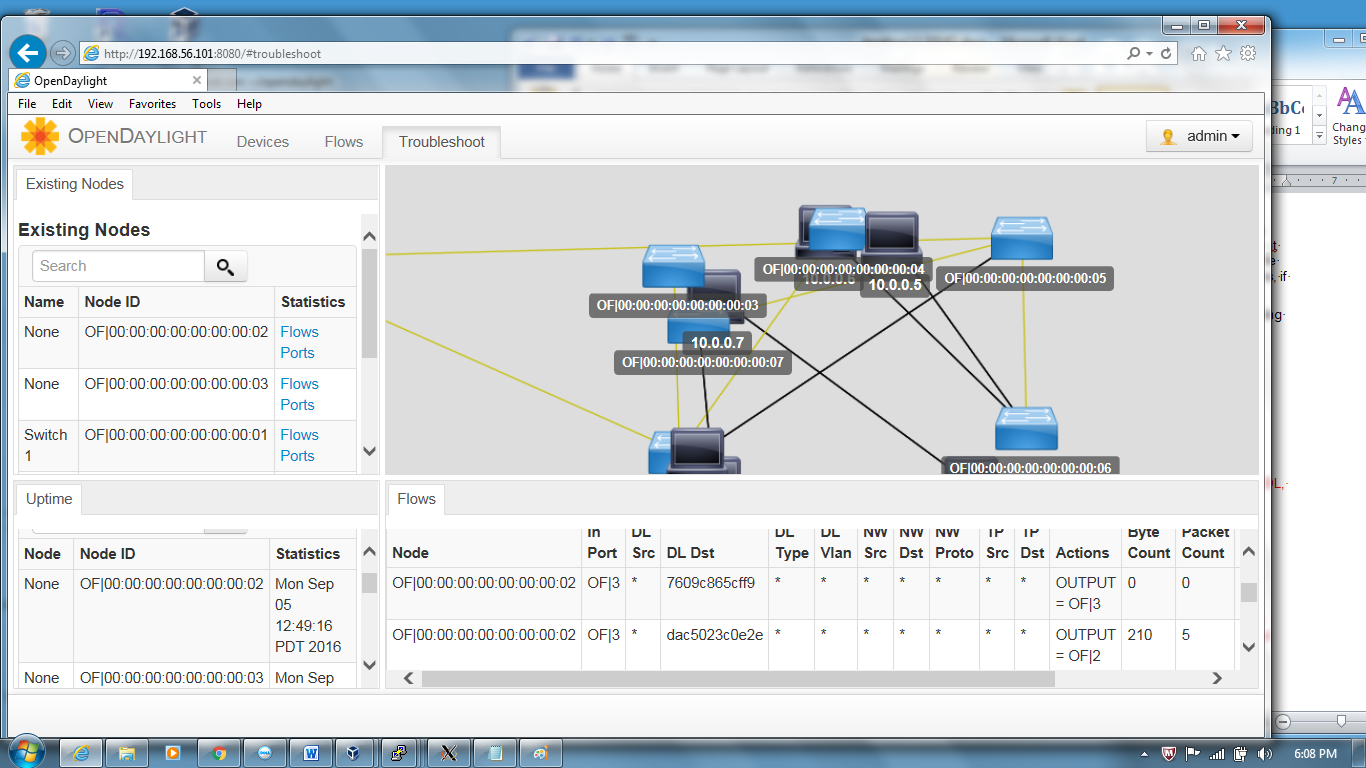 http://192.168.56.101:8080/#troubleshoot
OpenDaylight
File Edit View Favorites Tools Help
OPENDAYLIGHT Devices Flows Troubleshoot admin
Existing Nodes
Existing Nodes
Search
Name Node ID Statistics
None OF|00:00:00:00:00:00:00:02 Flows
Ports
None OF|00:00:00:00:00:00:00:03 Flows
Ports
Switch OF|00:00:00:00:00:00:00:01 Flows
1 Ports
OF|00:00:00:00:00:00:00:04
10.0.0.5
OF|00:00:00:00:00:00:00:05
OF|00:00:00:00:00:00:00:03
10.0.0.7
OF|00:00:00:00:00:00:00:07
OF|00:00:00:00:00:00:00:06
Uptime
Node Node ID Statistics
None OF|00:00:00:00:00:00:00:02 Mon Sep
05
12:49:16
PDT 2016
None OF|00:00:00:00:00:00:00:03 Mon Sep
Flows
In DL DL DL NW NW NW TP TP Byte Packet
Node Port Src DL Dst Type Vlan Src Dst Proto Src Dst Actions Count Count
OF|00:00:00:00:00:00:00:02 OF|3 * 7609c865cff9 * * * * * * * OUTPUT 0 0
= OF|3
OF|00:00:00:00:00:00:00:02 OF|3 * dac5023c0e2e * * * * * * * OUTPUT 210 5
= OF|2
ding 1
Change
Styles
7
6:08 PM